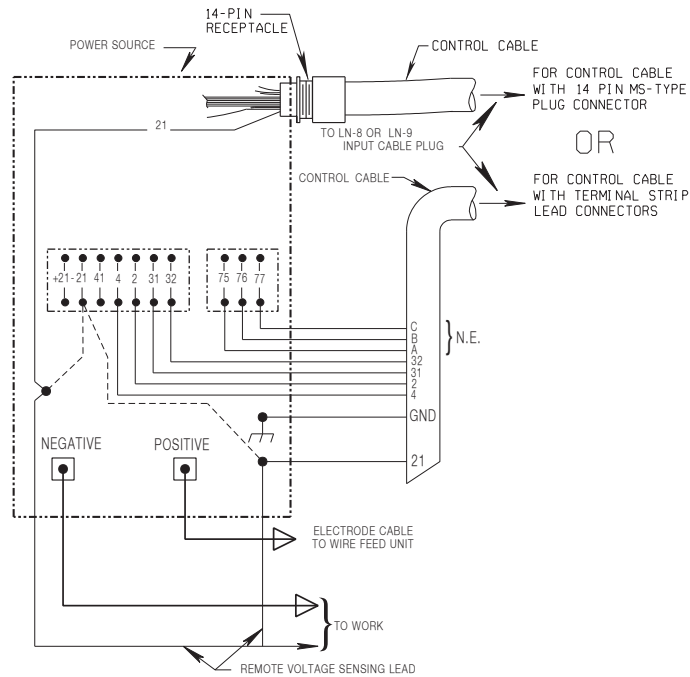 14-PIN
RECEPTACLE
POWER SOURCE
CONTROL CABLE
FOR CONTROL CABLE
WITH 14 PIN MS-TYPE
PLUG CONNECTOR
21
TO LN-8 OR LN-9
INPUT CABLE PLUG
OR
CONTROL CABLE
FOR CONTROL CABLE
WITH TERMINAL STRIP
LEAD CONNECTORS
+21 -21 41 4 2 31 32
75 76 77
C
B
A
N.E.
32
31
2
4
GND
21
NEGATIVE
POSITIVE
ELECTRODE CABLE
TO WIRE FEED UNIT
TO WORK
REMOTE VOLTAGE SENSING LEAD